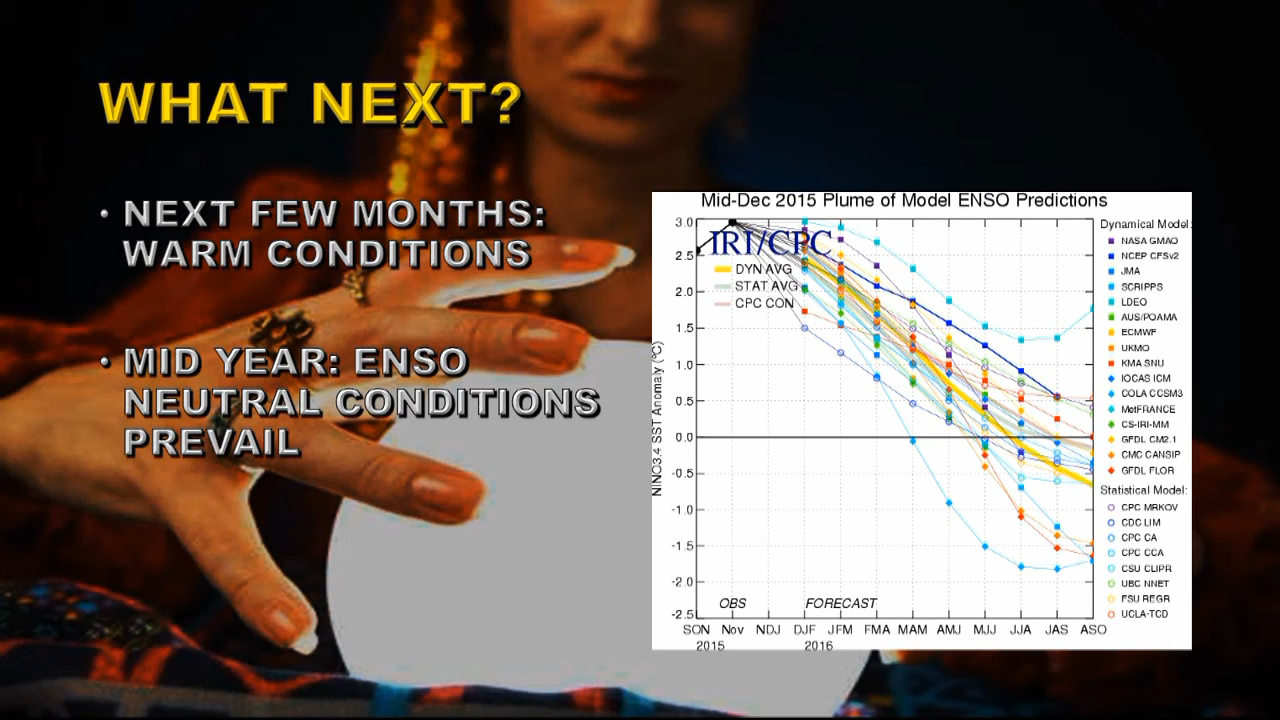 WHAT NEXT?
• NEXT FEW MONTHS:
WARM CONDITIONS
• MID YEAR: ENSO
NEUTRAL CONDITIONS
PREVAIL
Mid-Dec 2015 Plume of Model ENSO Predictions
IRI/CPC
DYN AVG
STAT AVG
CPC CON
NINO3.4 SST Anomaly (°C)
3.0
2.5
2.0
1.5
1.0
0.5
0.0
-0.5
-1.0
-1.5
-2.0
-2.5
OBS FORECAST
SON Nov NDJ DJF JFM FMA MAM AMJ MJJ JJA JAS ASO
2015 2016
Dynamical Model:
NASA GMAO
NCEP CFSv2
JMA
SCRIPPS
LDEO
AUS/POAMA
ECMWF
UKMO
KMA SNU
IOCAS ICM
COLA CCSM3
MetFRANCE
CS-IRI-MM
GFDL CM2.1
CMC CANSIP
GFDL FLOR
Statistical Model:
CPC MRKOV
CDC LIM
CPC CA
CPC CCA
CSU CLIPR
UBC NNET
FSU REGR
UCLA-TCD